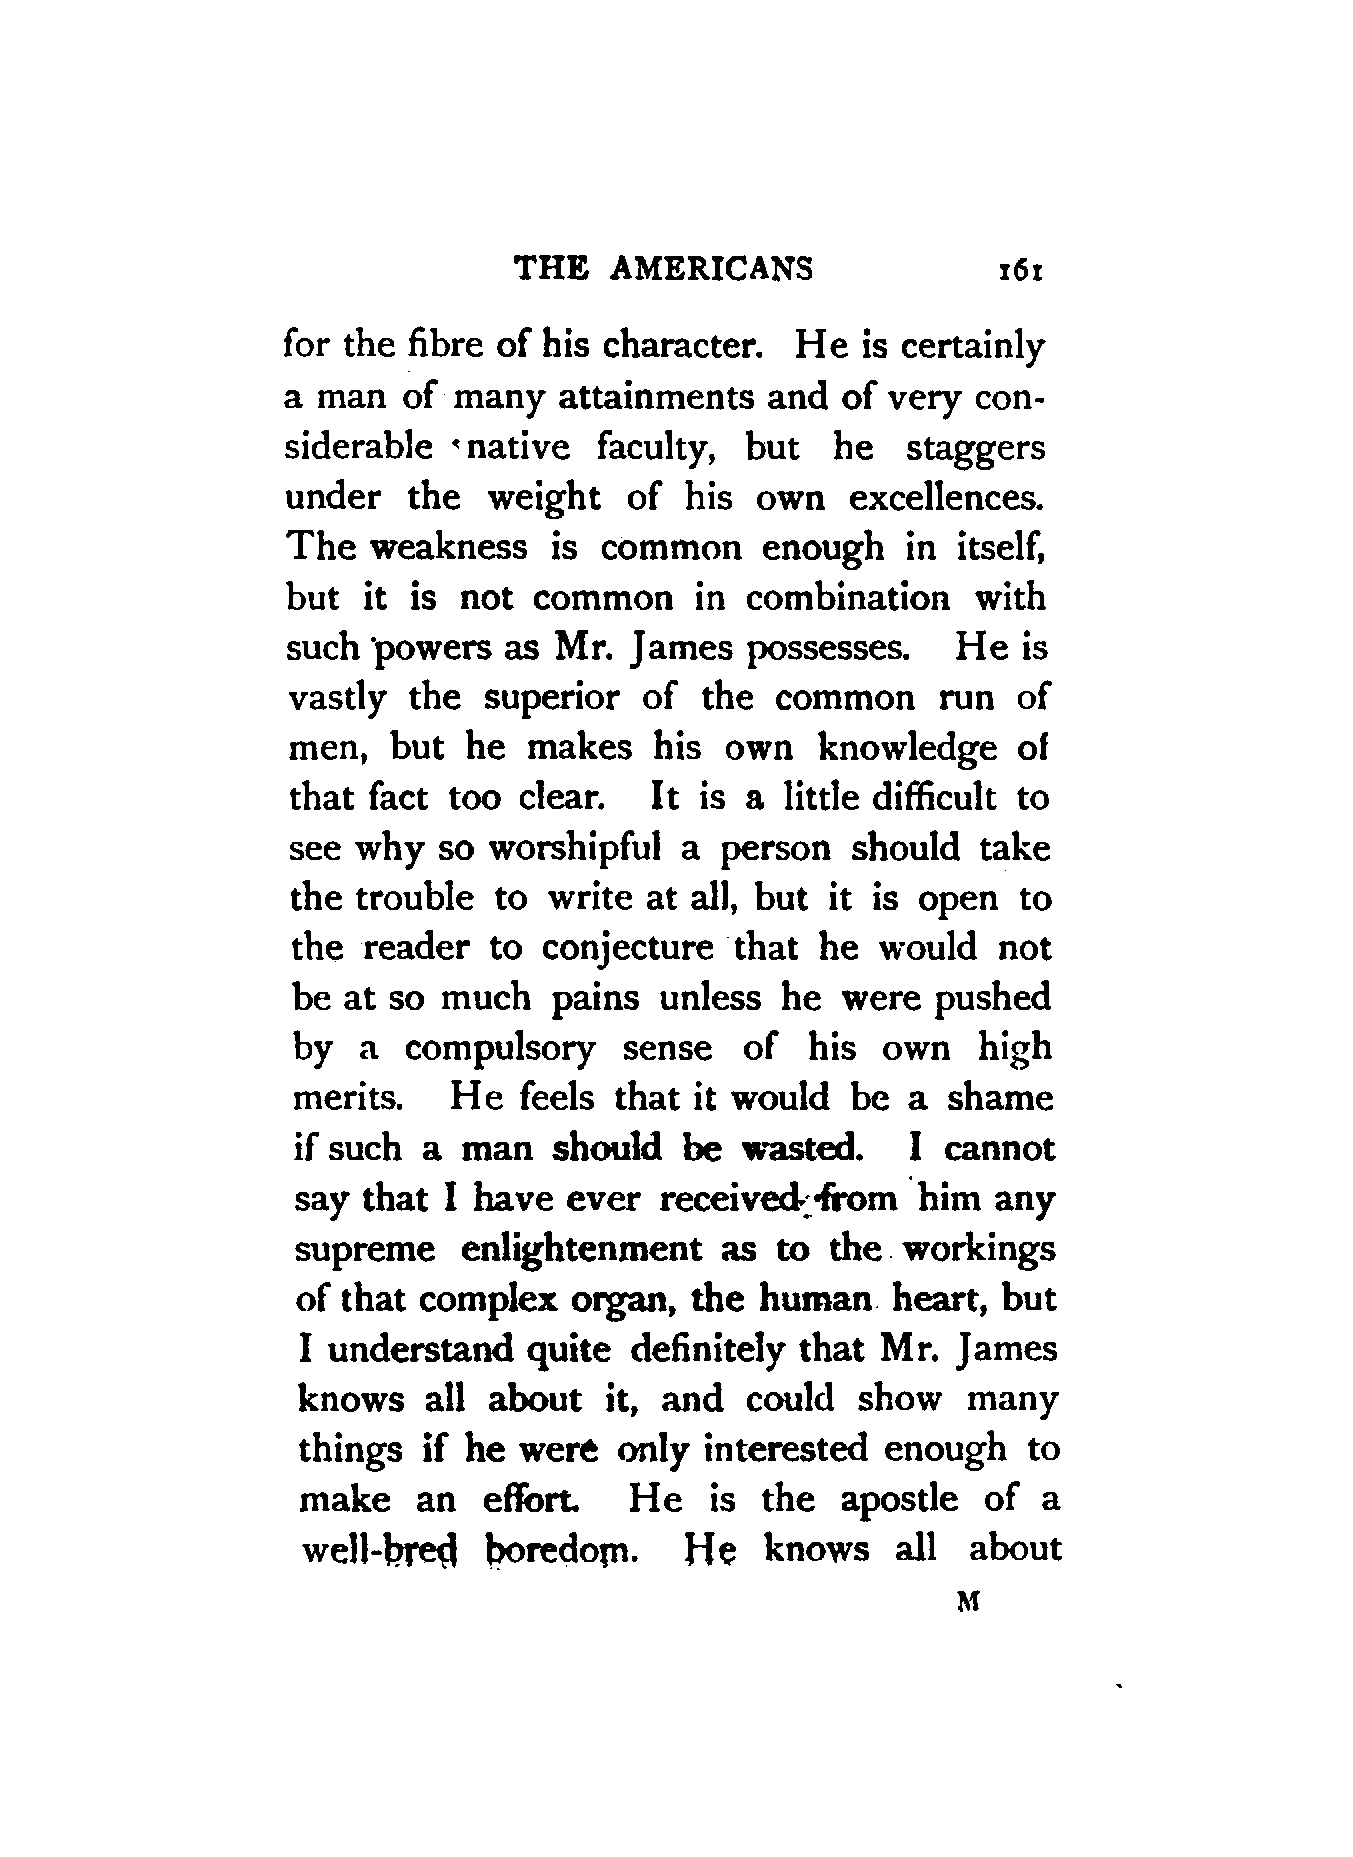 THE AMERICANS 161
for the fibre of his character. He is certainly
a man of many attainments and of very con-
siderable native faculty, but he staggers
under the weight of his own excellences.
The weakness is common enough in itself,
but it is not common in combination with
such powers as Mr. James possesses. He is
vastly the superior of the common run of
men, but he makes his own knowledge of
that fact too clear. It is a little difficult to
see why so worshipful a person should take
the trouble to write at all, but it is open to
the reader to conjecture that he would not
be at so much pains unless he were pushed
by a compulsory sense of his own high
merits. He feels that it would be a shame
if such a man should be wasted. I cannot
say that I have ever received from him any
supreme enlightenment as to the workings
of that complex organ, the human heart, but
I understand quite definitely that Mr. James
knows all about it, and could show many
things if he were only interested enough to
make an effort. He is the apostle of a
well-bred boredom. He knows all about
M